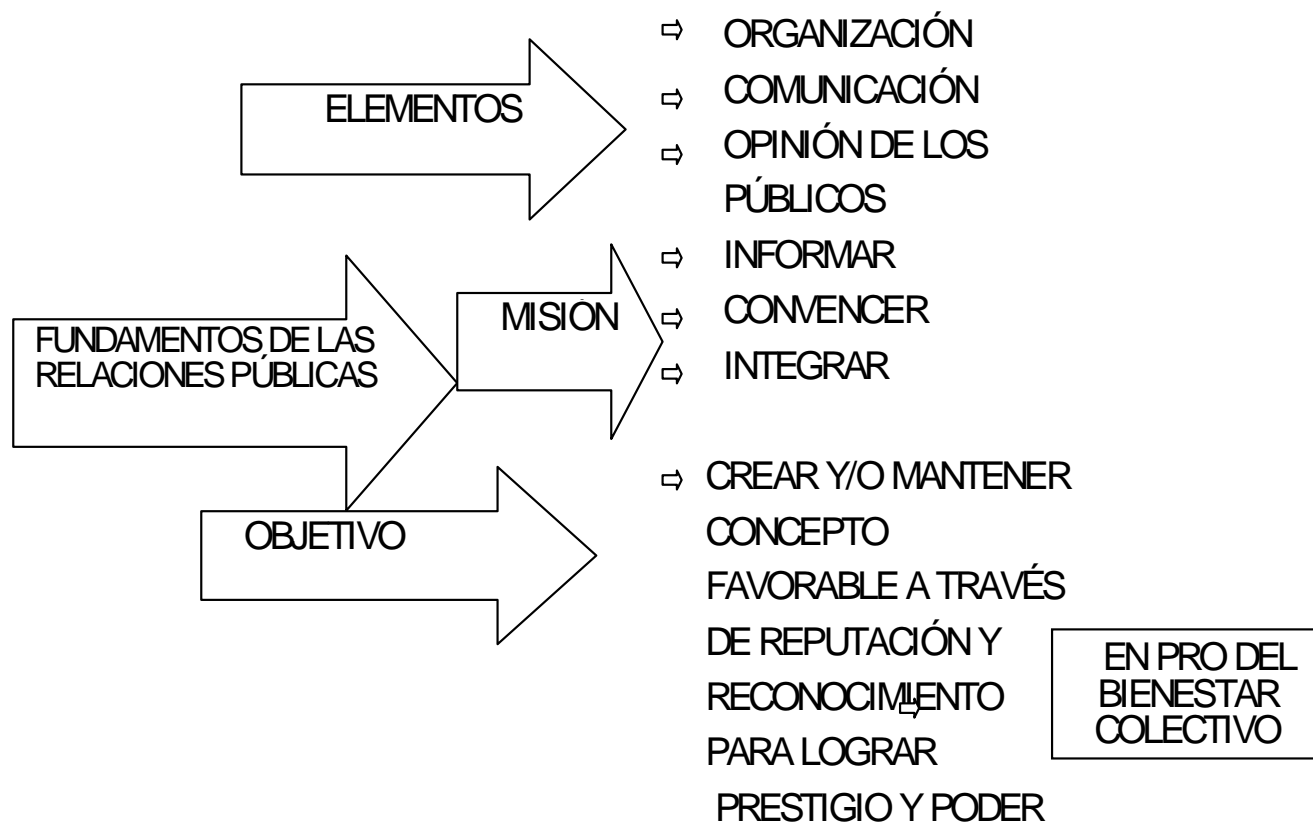 ELEMENTOS
ORGANIZACIÓN
COMUNICACIÓN
OPINIÓN DE LOS
PÚBLICOS
FUNDAMENTOS DE LAS
RELACIONES PÚBLICAS
MISIÓN
INFORMAR
CONVENCER
INTEGRAR
OBJETIVO
CREAR Y/O MANTENER
CONCEPTO
FAVORABLE A TRAVÉS
DE REPUTACIÓN Y
RECONOCIMIENTO
PARA LOGRAR
PRESTIGIO Y PODER
EN PRO DEL
BIENESTAR
COLECTIVO